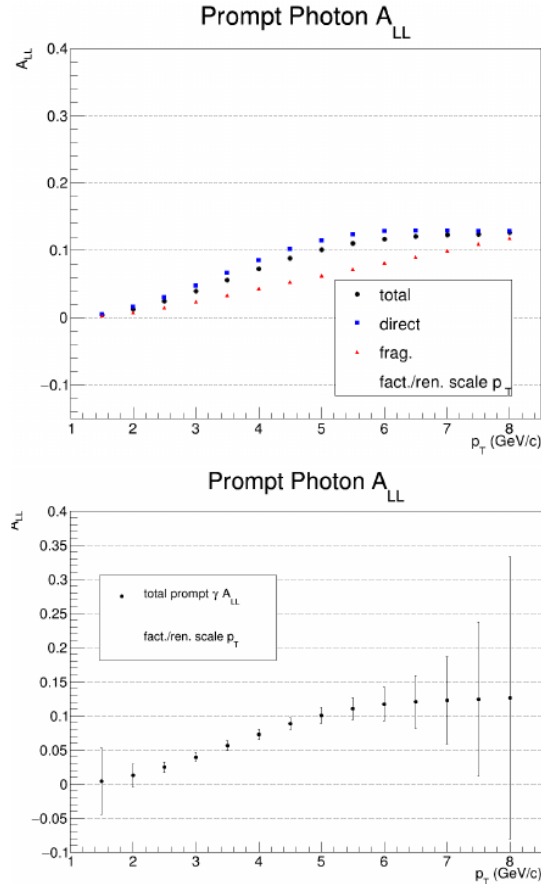 Prompt Photon A_LL
A_LL
0.4
0.3
0.2
0.1
0
−0.1
total
direct
frag.
fact./ren. scale p_T
1 2 3 4 5 6 7 8
p_T (GeV/c)
Prompt Photon A_LL
A_LL
0.4
0.35
0.3
0.25
0.2
0.15
0.1
0.05
0
−0.05
−0.1
total prompt γ A_LL
fact./ren. scale p_T
1 2 3 4 5 6 7 8
p_T (GeV/c)